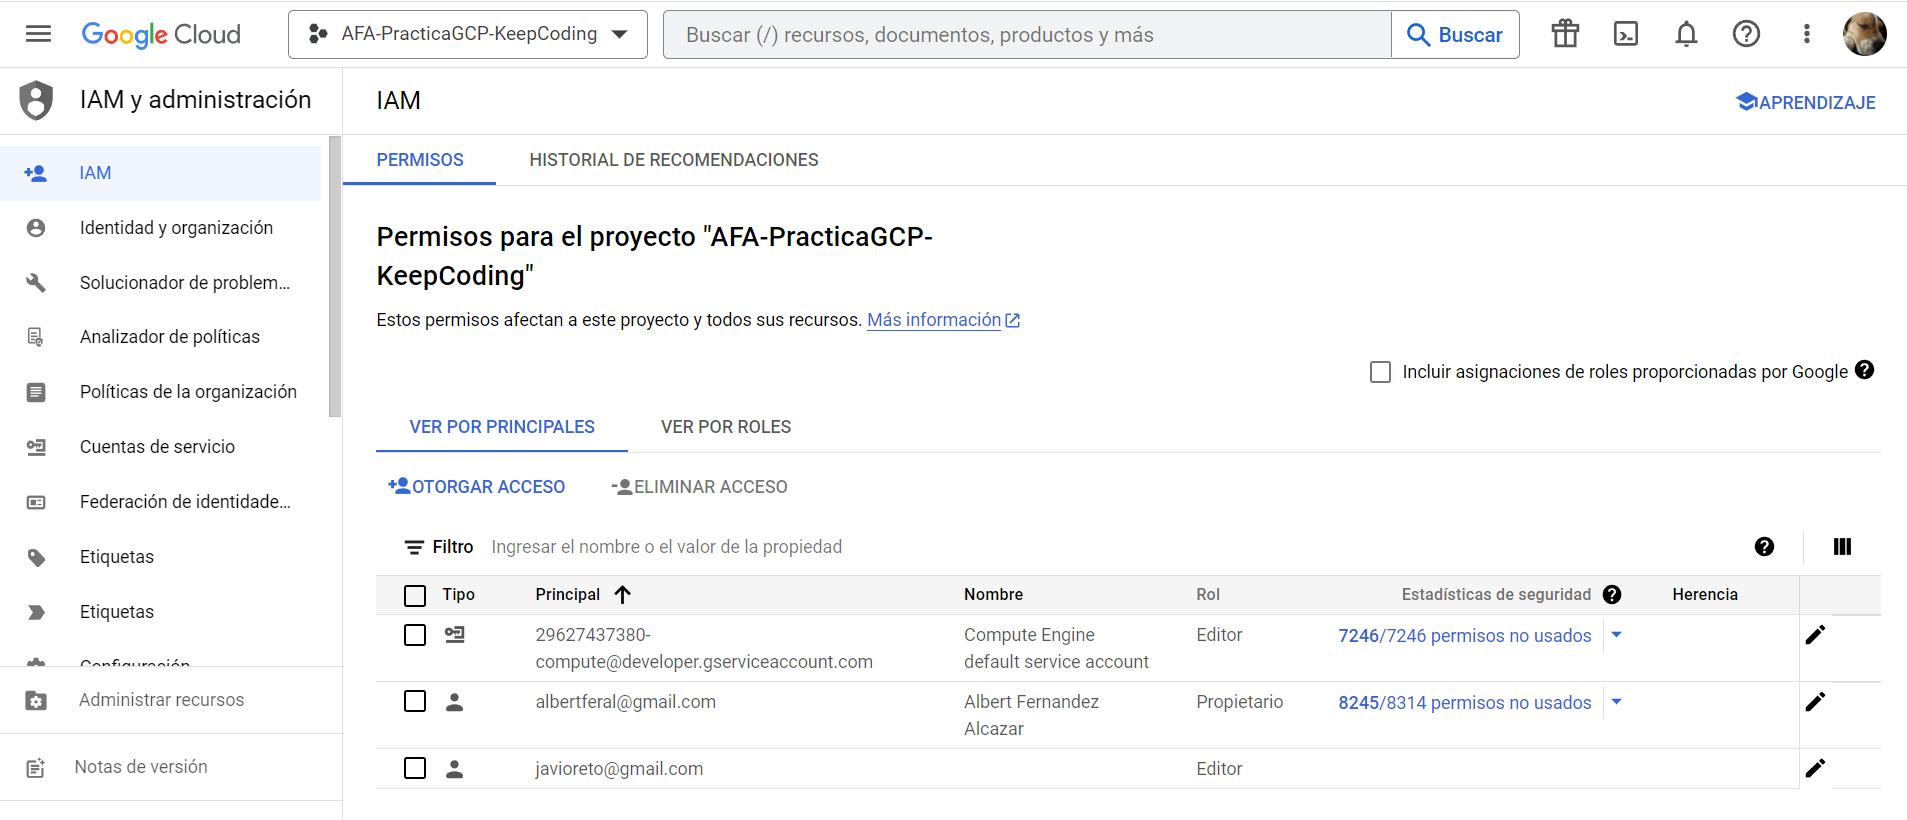 Google Cloud
AFA-PracticaGCP-KeepCoding
Buscar (/) recursos, documentos, productos y más
Buscar
IAM y administración
IAM
APRENDIZAJE
IAM
Identidad y organización
Solucionador de problem...
Analizador de políticas
Políticas de la organización
Cuentas de servicio
Federación de identidade...
Etiquetas
Etiquetas
Configuración
Administrar recursos
Notas de versión
PERMISOS
HISTORIAL DE RECOMENDACIONES
Permisos para el proyecto "AFA-PracticaGCP-
KeepCoding"
Estos permisos afectan a este proyecto y todos sus recursos. Más información
Incluir asignaciones de roles proporcionadas por Google
VER POR PRINCIPALES
VER POR ROLES
OTORGAR ACCESO
ELIMINAR ACCESO
Filtro Ingresar el nombre o el valor de la propiedad
Tipo Principal Nombre Rol Estadísticas de seguridad Herencia
29627437380-
compute@developer.gserviceaccount.com
Compute Engine
default service account
Editor
7246/7246 permisos no usados
albertferal@gmail.com
Albert Fernandez
Alcazar
Propietario
8245/8314 permisos no usados
javioreto@gmail.com
Editor